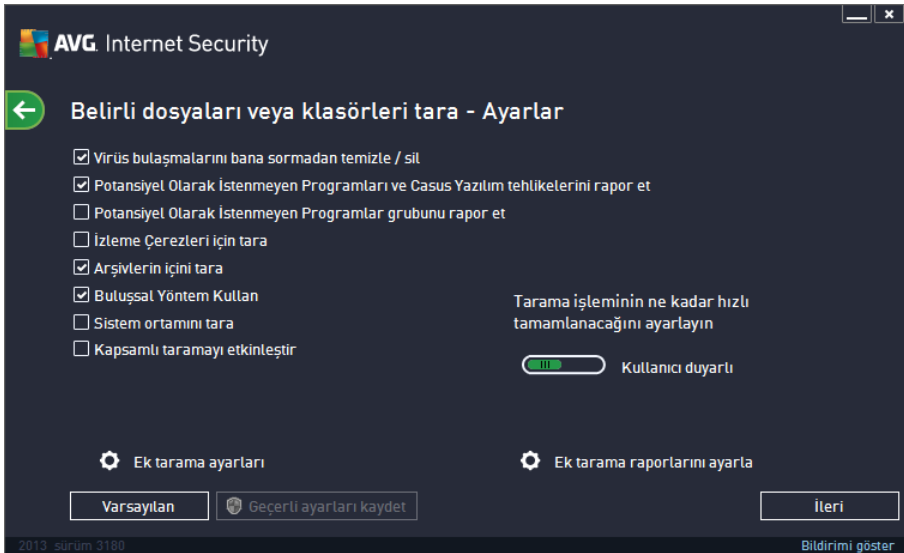 AVG. Internet Security
Belirli dosyaları veya klasörleri tara - Ayarlar
Virüs bulaşmalarını bana sormadan temizle / sil
Potansiyel Olarak İstenmeyen Programları ve Casus Yazılım tehlikelerini rapor et
Potansiyel Olarak İstenmeyen Programlar grubunu rapor et
İzleme Çerezleri için tara
Arşivlerin içini tara
Buluşsal Yöntem Kullan
Sistem ortamını tara
Kapsamlı taramayı etkinleştir
Tarama işleminin ne kadar hızlı
tamamlanacağını ayarlayın
Kullanıcı duyarlı
Ek tarama ayarları
Ek tarama raporlarını ayarla
Varsayılan
Geçerli ayarları kaydet
İleri
2013 sürüm 3180
Bildirimi göster